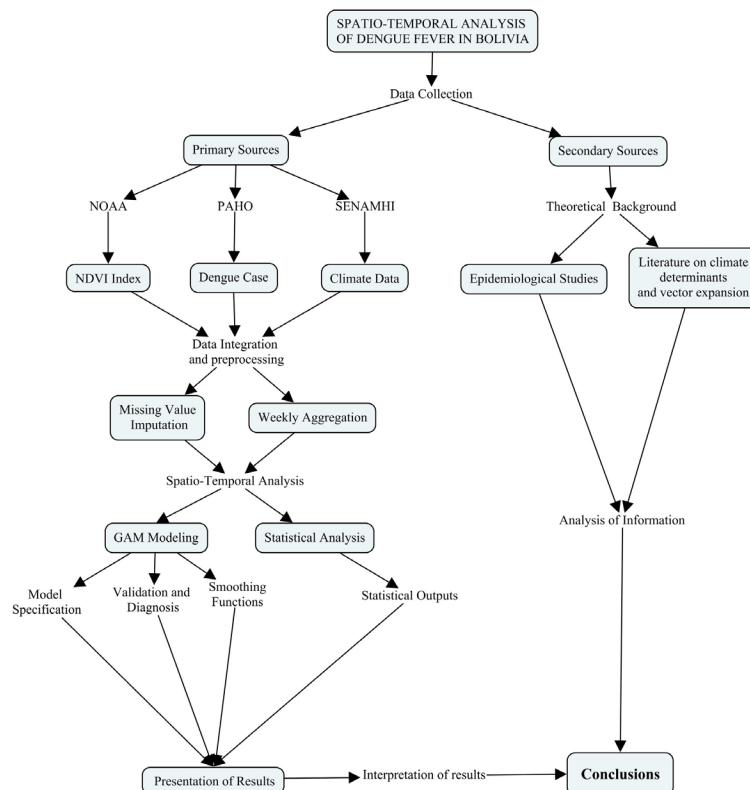 SPATIO-TEMPORAL ANALYSIS
OF DENGUE FEVER IN BOLIVIA
Data Collection
Primary Sources
Secondary Sources
NOAA
PAHO
SENAMHI
Theoretical Background
NDVI Index
Dengue Case
Climate Data
Epidemiological Studies
Literature on climate
determinants
and vector expansion
Data Integration
and preprocessing
Missing Value
Imputation
Weekly Aggregation
Spatio-Temporal Analysis
Analysis of Information
GAM Modeling
Statistical Analysis
Model
Specification
Validation and
Diagnosis
Smoothing
Functions
Statistical Outputs
Presentation of Results
Interpretation of results
Conclusions